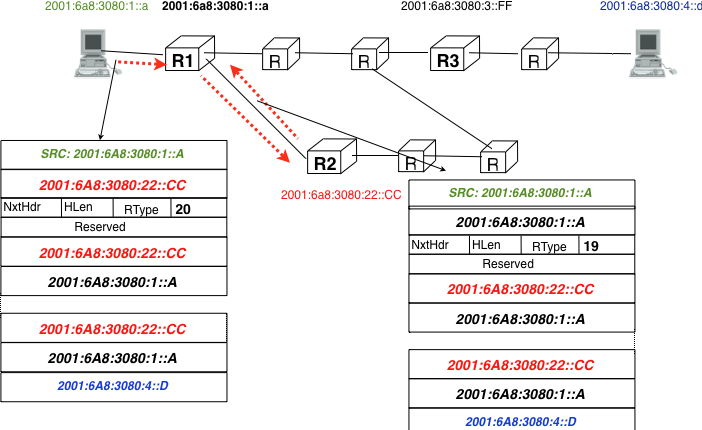 2001:6a8:3080:1::a 2001:6a8:3080:1::a 2001:6a8:3080:3::FF 2001:6a8:3080:4::d
R1 R R R3 R
R2 R R
2001:6a8:3080:22::CC
SRC: 2001:6A8:3080:1::A
2001:6A8:3080:22::CC
NxtHdr HLen RType 20
Reserved
2001:6A8:3080:22::CC
2001:6A8:3080:1::A
2001:6A8:3080:22::CC
2001:6A8:3080:1::A
2001:6A8:3080:4::D
SRC: 2001:6A8:3080:1::A
2001:6A8:3080:1::A
NxtHdr HLen RType 19
Reserved
2001:6A8:3080:22::CC
2001:6A8:3080:1::A
2001:6A8:3080:22::CC
2001:6A8:3080:1::A
2001:6A8:3080:4::D